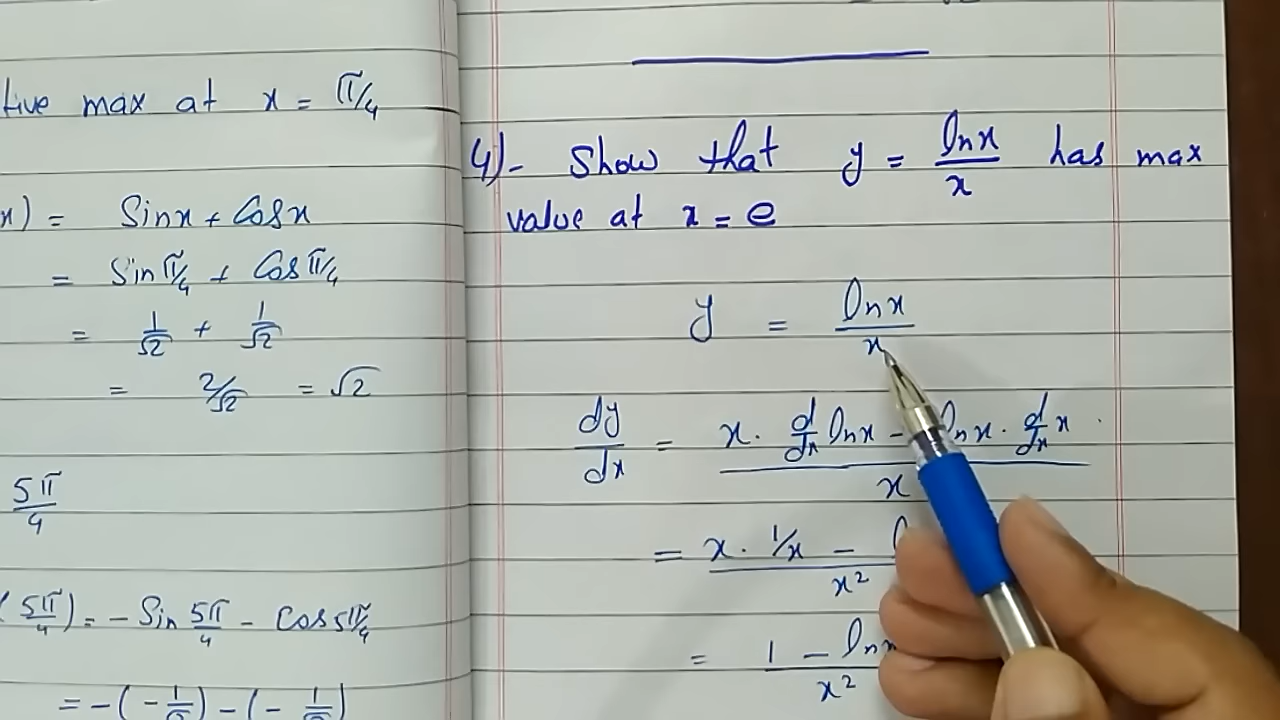 tive max at x = π/4
x) = Sinx + Cosx
= Sin π/4 + Cos π/4
= 1/√2 + 1/√2
= 2/√2 = √2
5π/4
(5π/4) = - Sin 5π/4 - Cos 5π/4
= -(-1/√2) - (-1/√2)
4)- Show that y = lnx/x has max
value at x = e
y = lnx/x
dy/dx = x. d/dx lnx - lnx. d/dx x
x
= x. 1/x -
x²
= 1 - lnx
x²